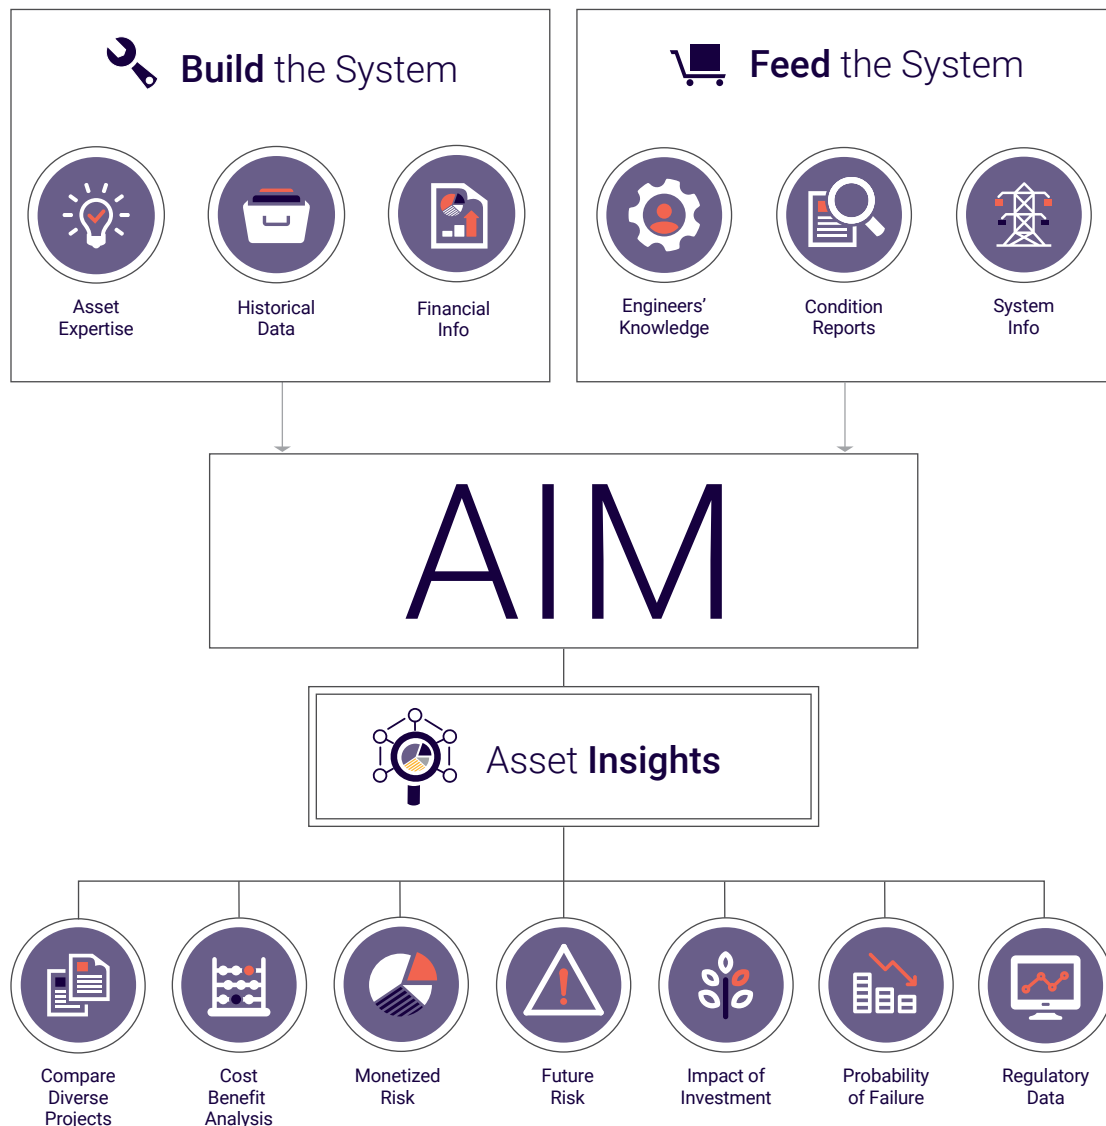 Build the System
Feed the System
Asset
Expertise
Historical
Data
Financial
Info
Engineers’
Knowledge
Condition
Reports
System
Info
AIM
Asset Insights
Compare
Diverse
Projects
Cost
Benefit
Analysis
Monetized
Risk
Future
Risk
Impact of
Investment
Probability
of Failure
Regulatory
Data